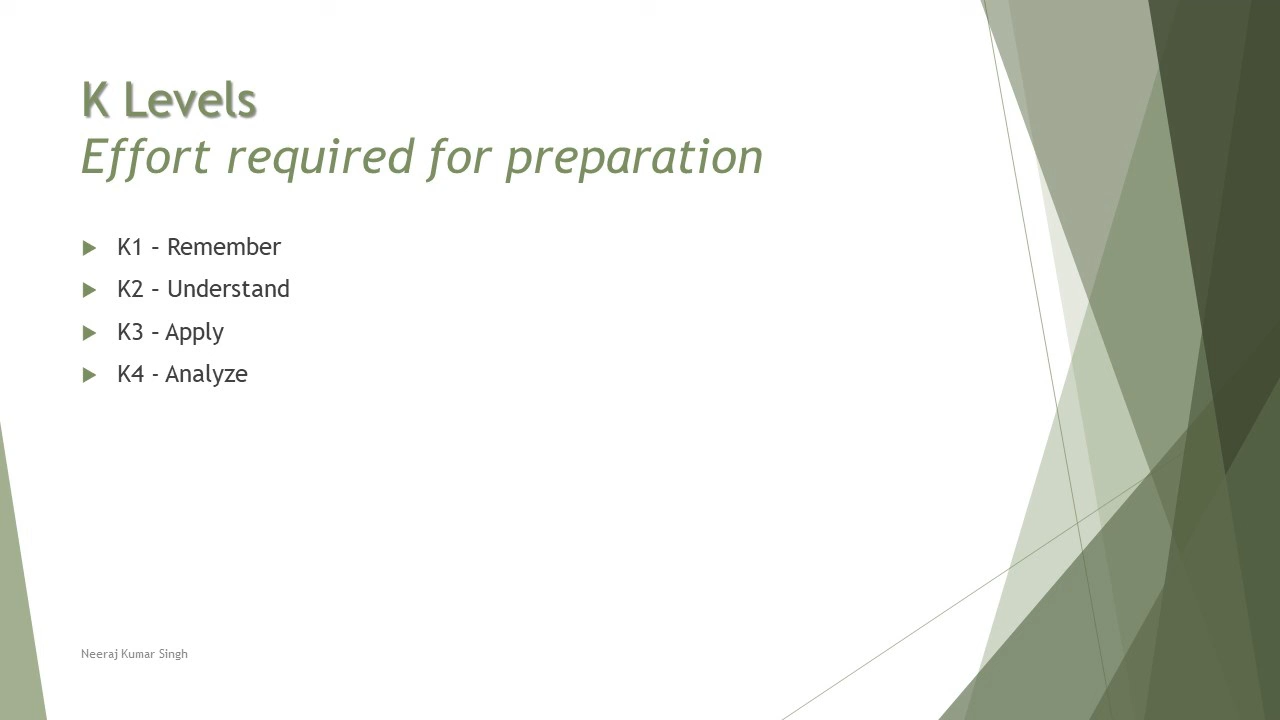 K Levels
Effort required for preparation
K1 – Remember
K2 – Understand
K3 – Apply
K4 - Analyze
Neeraj Kumar Singh